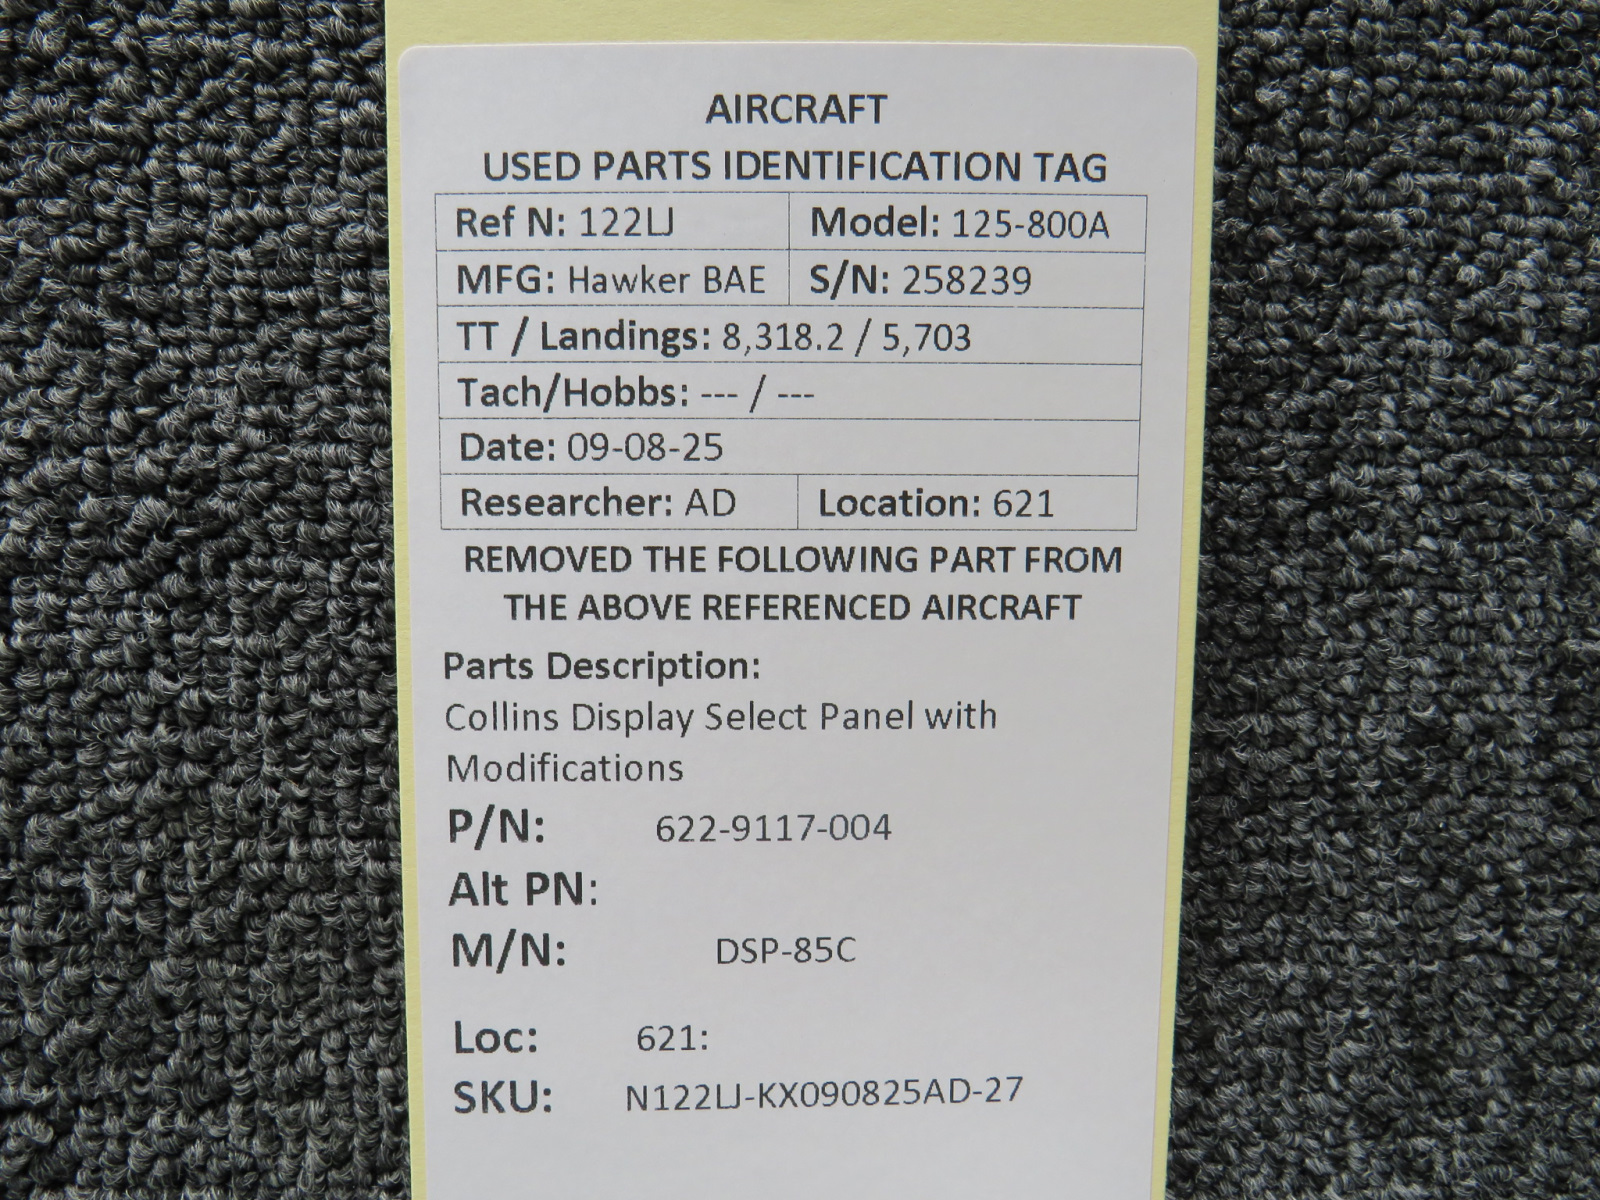 AIRCRAFT
USED PARTS IDENTIFICATION TAG
Ref N: 122LJ Model: 125-800A
MFG: Hawker BAE S/N: 258239
TT / Landings: 8,318.2 / 5,703
Tach/Hobbs: --- / ---
Date: 09-08-25
Researcher: AD Location: 621
REMOVED THE FOLLOWING PART FROM
THE ABOVE REFERENCED AIRCRAFT
Parts Description:
Collins Display Select Panel with
Modifications
P/N: 622-9117-004
Alt PN:
M/N: DSP-85C
Loc: 621:
SKU: N122LJ-KX090825AD-27